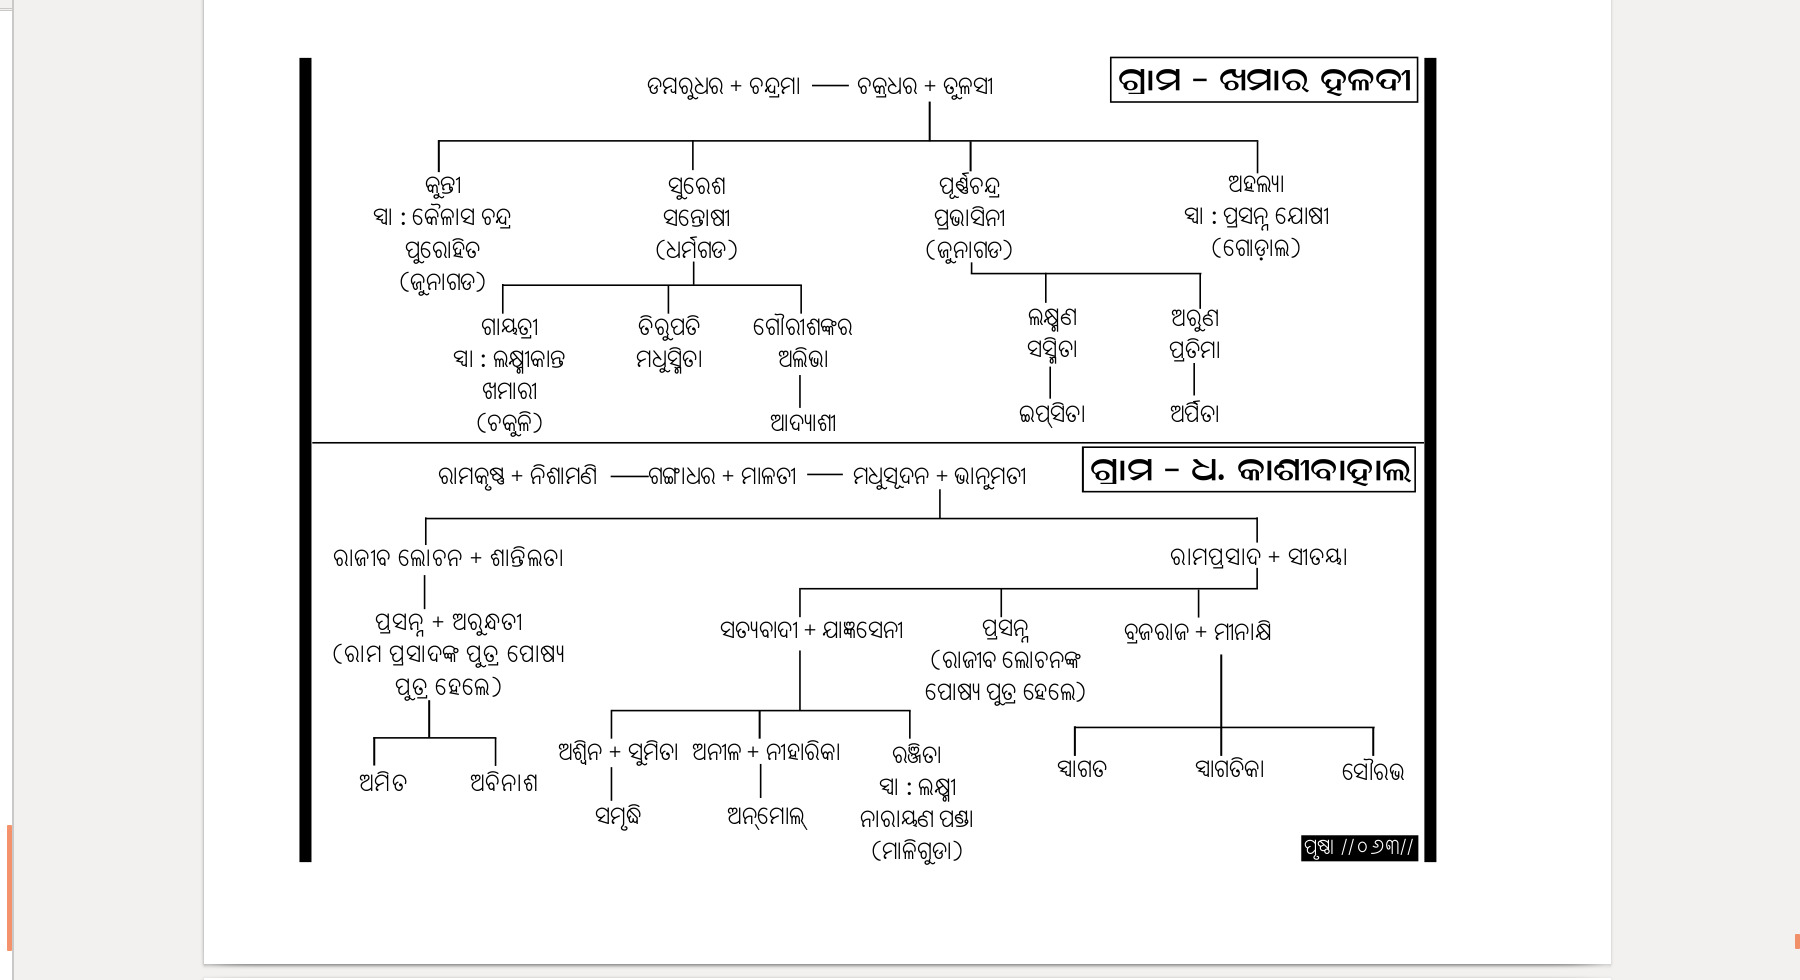 ଗ୍ରାମ - ଖମାର ହଳଦୀ
ଡମ୍ବରୁଧର + ଚନ୍ଦ୍ରମା —— ଚକ୍ରଧର + ତୁଳସୀ
କୁନ୍ତୀ
ସ୍ୱା : କୈଳାସ ଚନ୍ଦ୍ର
ପୁରୋହିତ
(ଜୁନାଗଡ)
ସୁରେଶ
ସନ୍ତୋଷୀ
(ଧର୍ମଗଡ)
ପୂର୍ଣ୍ଣଚନ୍ଦ୍ର
ପ୍ରଭାସିନୀ
(ଜୁନାଗଡ)
ଅହଲ୍ୟା
ସ୍ୱା : ପ୍ରସନ୍ନ ଯୋଷୀ
(ଗୋଡ଼ାଲ)
ଗାୟତ୍ରୀ
ସ୍ୱା : ଲକ୍ଷ୍ମୀକାନ୍ତ
ଖମାରୀ
(ଚକୁଳି)
ତିରୁପତି
ମଧୁସ୍ମିତା
ଗୌରୀଶଙ୍କର
ଅଲିଭା
ଆଦ୍ୟାଶୀ
ଲକ୍ଷ୍ମଣ
ସସ୍ମିତା
ଇପ୍ସିତା
ଅରୁଣ
ପ୍ରତିମା
ଅର୍ପିତା
ଗ୍ରାମ - ଧ. କାଶୀବାହାଲ
ରାମକୃଷ୍ଣ + ନିଶାମଣି ——ଗଙ୍ଗାଧର + ମାଳତୀ —— ମଧୁସୂଦନ + ଭାନୁମତୀ
ରାଜୀବ ଲୋଚନ + ଶାନ୍ତିଲତା
ରାମପ୍ରସାଦ + ସୀତୟା
ପ୍ରସନ୍ନ + ଅରୁନ୍ଧତୀ
(ରାମ ପ୍ରସାଦଙ୍କ ପୁତ୍ର ପୋଷ୍ୟ
ପୁତ୍ର ହେଲେ)
ସତ୍ୟବାଦୀ + ଯାଜ୍ଞସେନୀ
ପ୍ରସନ୍ନ
(ରାଜୀବ ଲୋଚନଙ୍କ
ପୋଷ୍ୟ ପୁତ୍ର ହେଲେ)
ବ୍ରଜରାଜ + ମୀନାକ୍ଷି
ଅମିତ
ଅବିନାଶ
ଅଶ୍ୱିନ + ସୁମିତା
ସମୃଦ୍ଧି
ଅନୀଳ + ନୀହାରିକା
ଅନ୍‌ମୋଲ୍
ରଞ୍ଜିତା
ସ୍ୱା : ଲକ୍ଷ୍ମୀ
ନାରାୟଣ ପଣ୍ଡା
(ମାଳିଗୁଡା)
ସ୍ୱାଗତ
ସ୍ୱାଗତିକା
ସୌରଭ
ପୃଷ୍ଠା //୦୬୩//